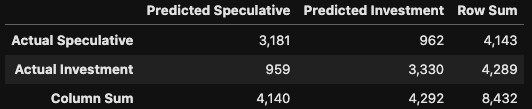 Predicted Speculative Predicted Investment Row Sum
Actual Speculative 3,181 962 4,143
Actual Investment 959 3,330 4,289
Column Sum 4,140 4,292 8,432